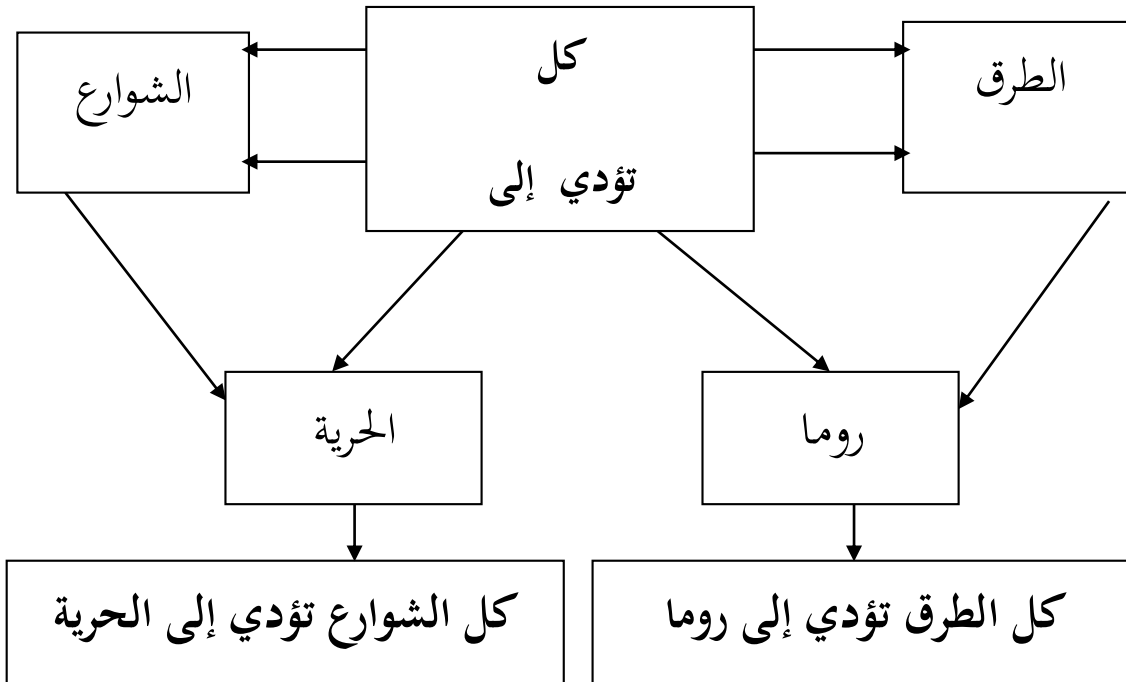 كل
تؤدي إلى
الطرق
الشوارع
روما
الحرية
كل الطرق تؤدي إلى روما
كل الشوارع تؤدي إلى الحرية